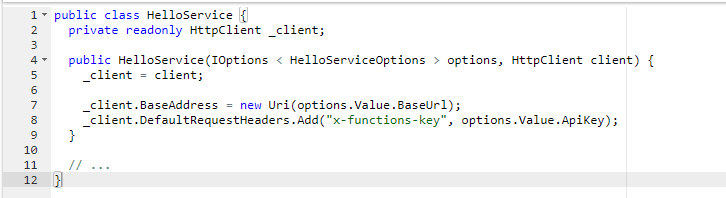 1 public class HelloService {
2 private readonly HttpClient _client;
3
4 public HelloService(IOptions < HelloServiceOptions > options, HttpClient client) {
5 _client = client;
6
7 _client.BaseAddress = new Uri(options.Value.BaseUrl);
8 _client.DefaultRequestHeaders.Add("x-functions-key", options.Value.ApiKey);
9 }
10
11 // ...
12 }